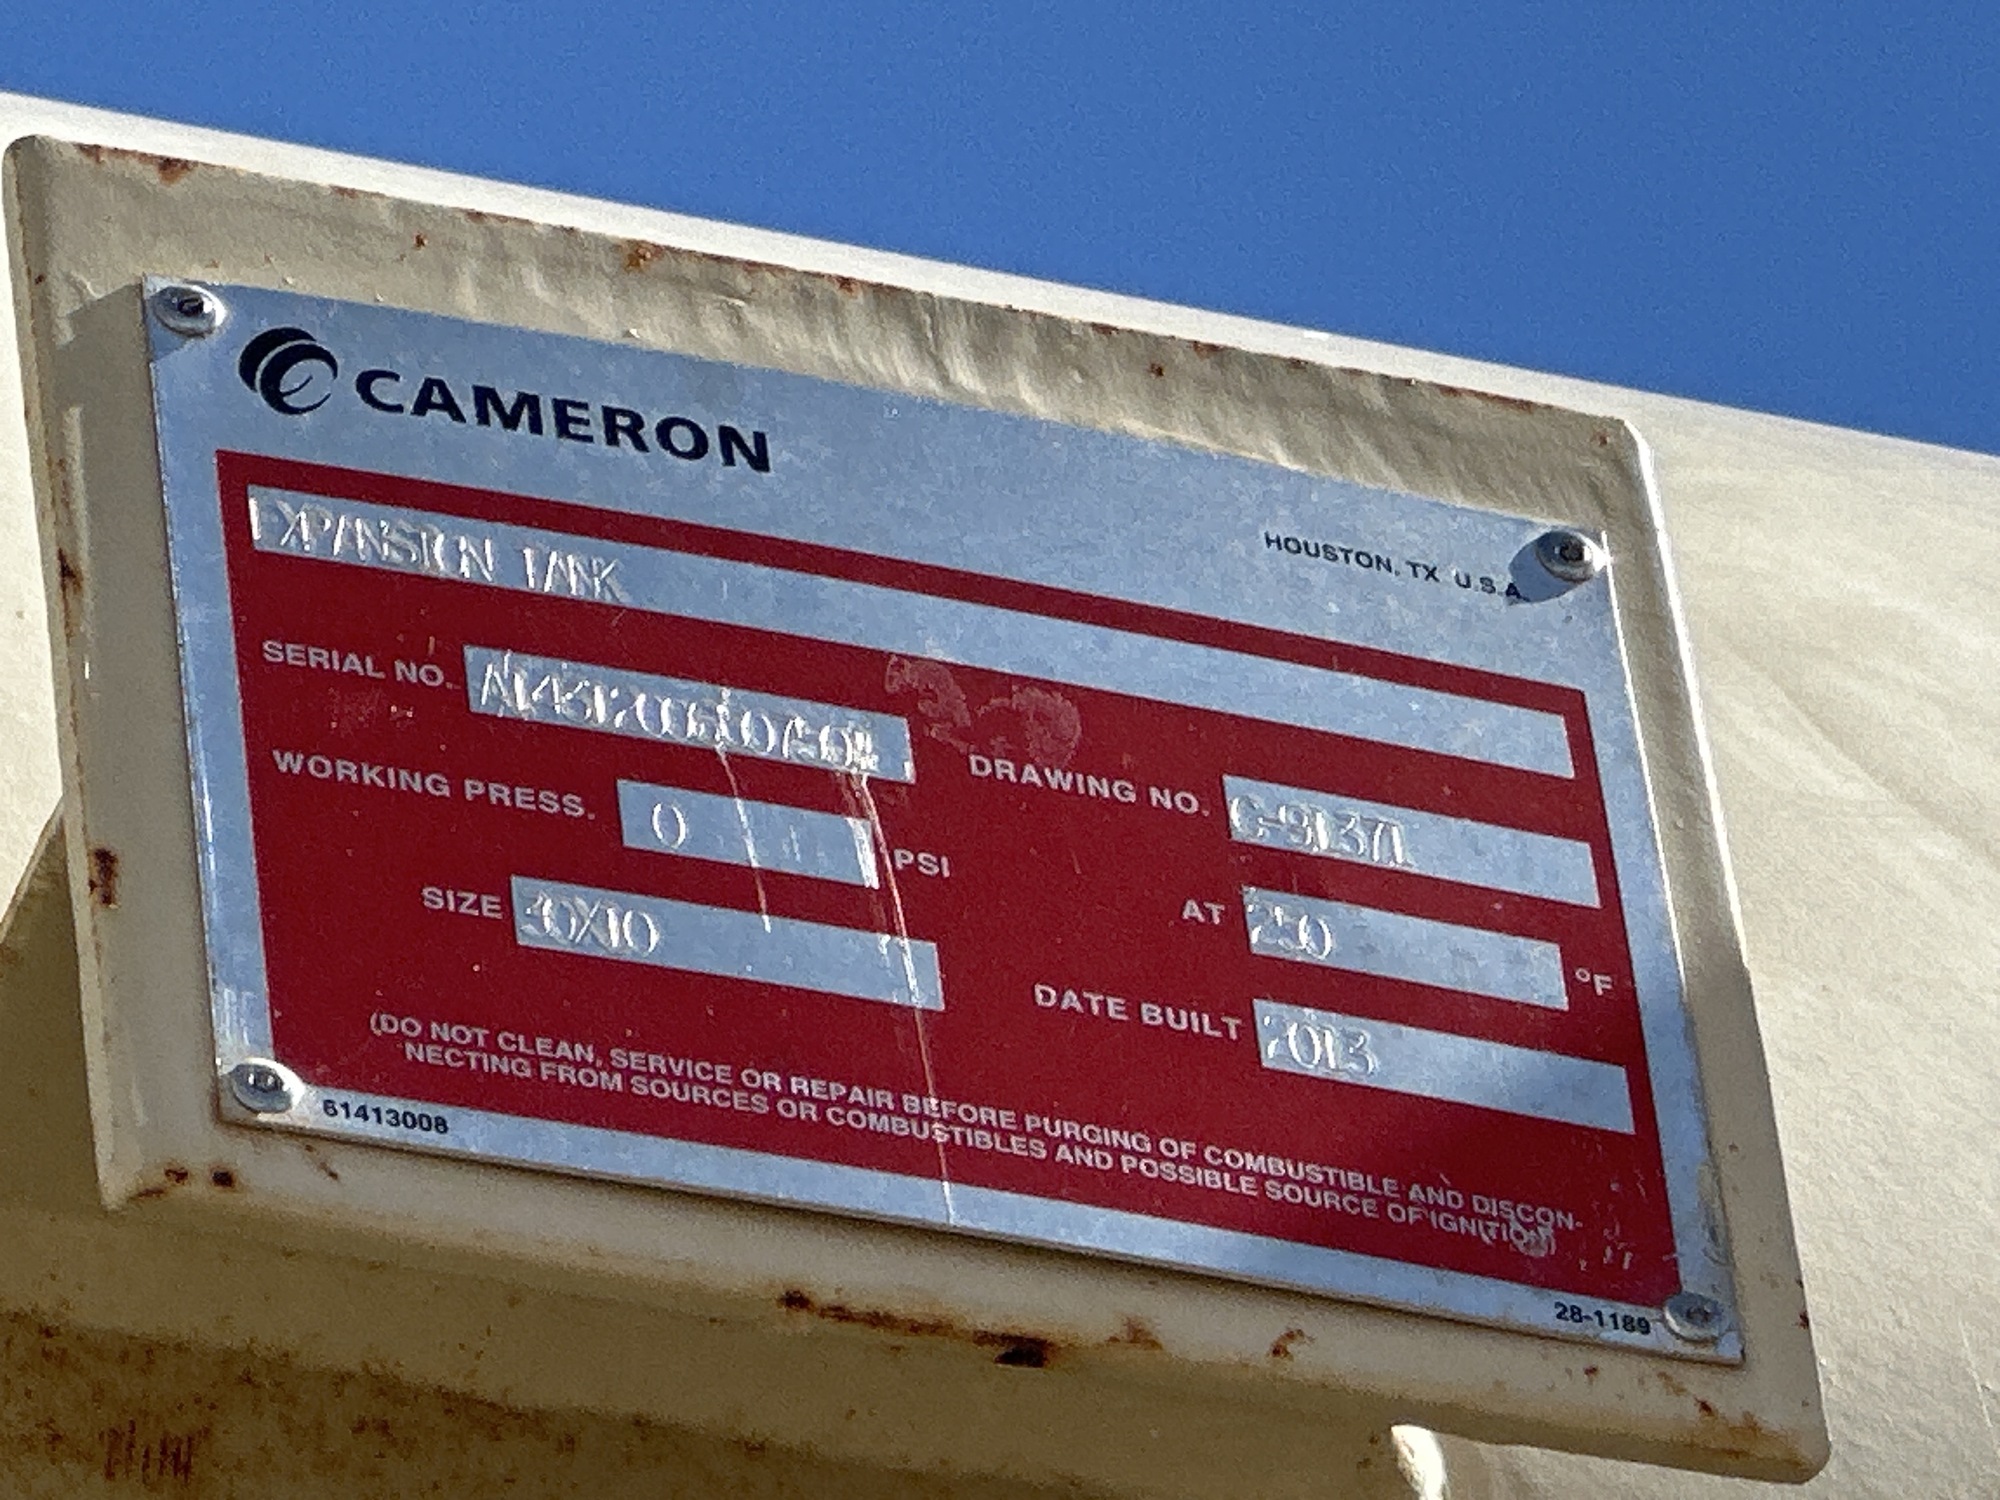 CAMERON
HOUSTON, TX U.S.A.
EXPANSION TANK
SERIAL NO.
DRAWING NO. C-91371
WORKING PRESS. 0 PSI
AT 250 °F
SIZE 30X10
DATE BUILT 2013
(DO NOT CLEAN, SERVICE OR REPAIR BEFORE PURGING OF COMBUSTIBLE AND DISCON-
NECTING FROM SOURCES OR COMBUSTIBLES AND POSSIBLE SOURCE OF IGNITION)
61413008
28-1189